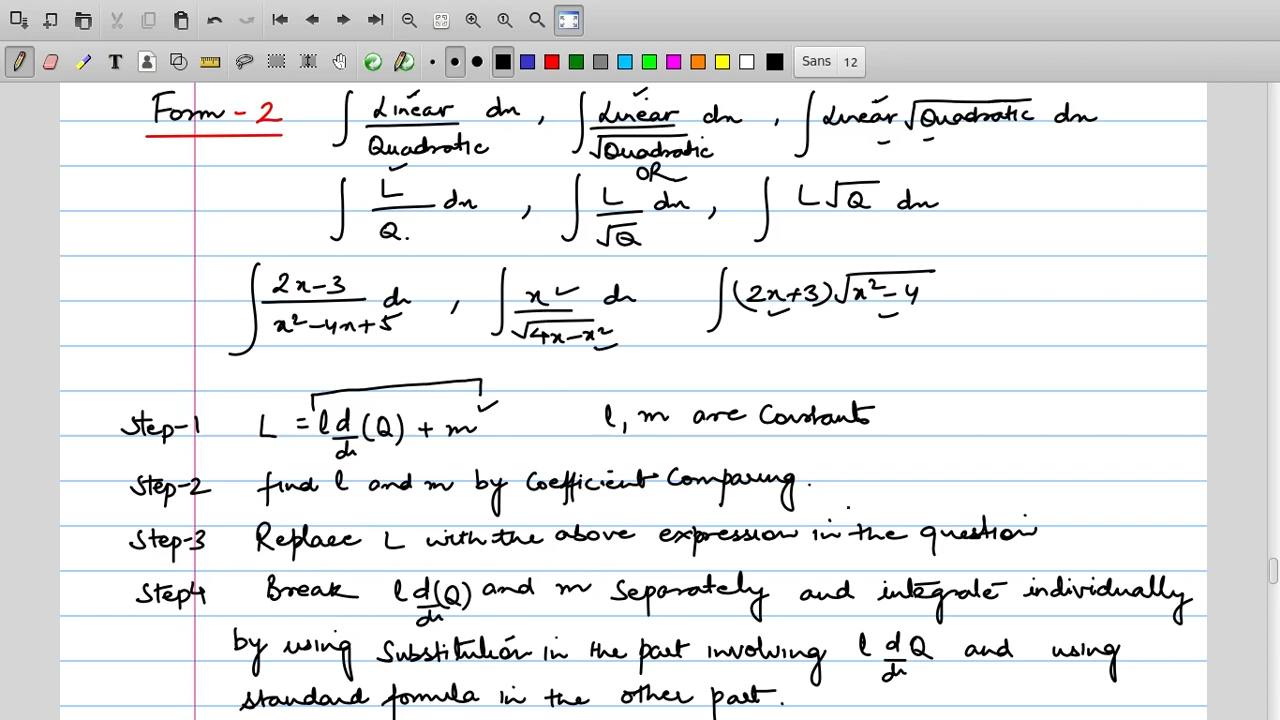 Sans 12
Form - 2 ∫ Linear/Quadratic dx , ∫ Linear/√Quadratic dx , ∫ Linear √Quadratic dx
OR
∫ L/Q. dx , ∫ L/√Q dx , ∫ L√Q dx
∫ (2x-3)/(x²-4x+5) dx , ∫ x/√(4x-x²) dx ∫(2x+3)√(x²-4)
Step-1 L = l d/dx (Q) + m l, m are Constants
Step-2 find l and m by Coefficient Comparing.
Step-3 Replace L with the above expression in the question
Step4 Break l d/dx(Q) and m Separately and integrate individually
by using Substitution in the part involving l d/dx Q and using
standard formula in the other part.